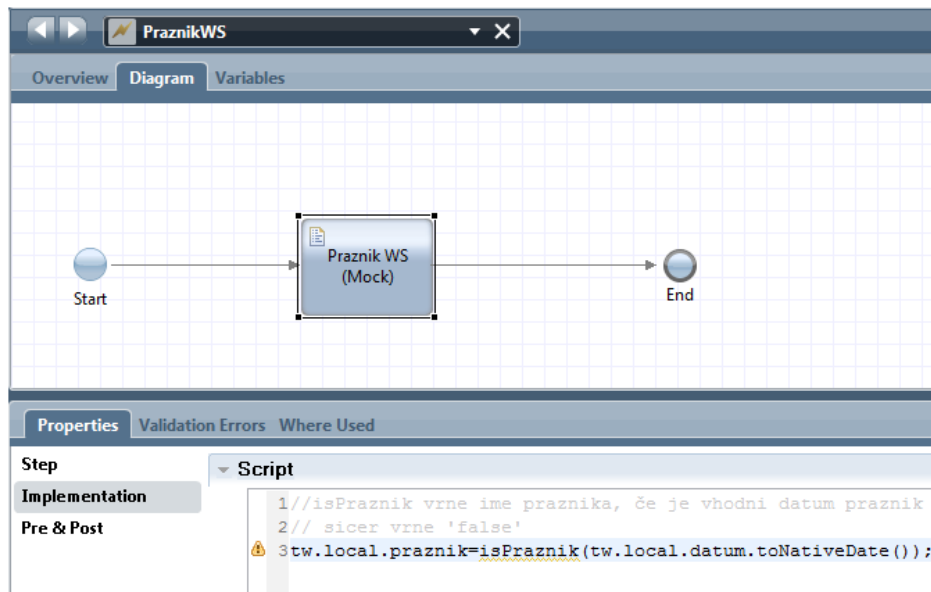 PraznikWS
Overview Diagram Variables
Praznik WS
(Mock)
Start
End
Properties Validation Errors Where Used
Step
Implementation
Pre & Post
Script
1//isPraznik vrne ime praznika, če je vhodni datum praznik
2// sicer vrne 'false'
3tw.local.praznik=isPraznik(tw.local.datum.toNativeDate());